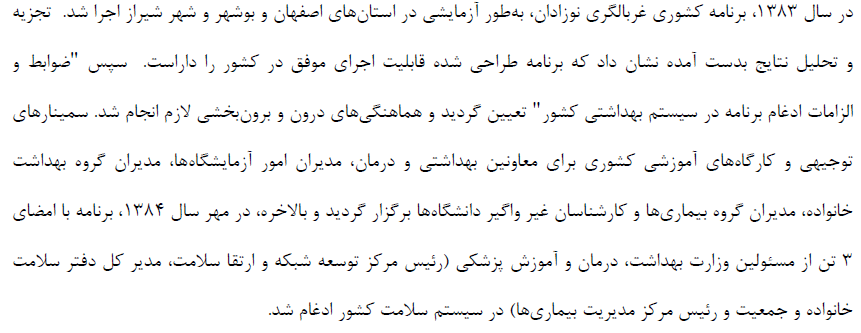 در سال ۱۳۸۳، برنامه کشوری غربالگری نوزادان، به‌طور آزمایشی در استان‌های اصفهان و بوشهر و شهر شیراز اجرا شد. تجزیه
و تحلیل نتایج بدست آمده نشان داد که برنامه طراحی شده قابلیت اجرای موفق در کشور را داراست. سپس "ضوابط و
الزامات ادغام برنامه در سیستم بهداشتی کشور" تعیین گردید و هماهنگی‌های درون و برون‌بخشی لازم انجام شد. سمینارهای
توجیهی و کارگاه‌های آموزشی کشوری برای معاونین بهداشتی و درمان، مدیران امور آزمایشگاه‌ها، مدیران گروه بهداشت
خانواده، مدیران گروه بیماری‌ها و کارشناسان غیر واگیر دانشگاه‌ها برگزار گردید و بالاخره، در مهر سال ۱۳۸۴، برنامه با امضای
۳ تن از مسئولین وزارت بهداشت، درمان و آموزش پزشکی (رئیس مرکز توسعه شبکه و ارتقا سلامت، مدیر کل دفتر سلامت
خانواده و جمعیت و رئیس مرکز مدیریت بیماری‌ها) در سیستم سلامت کشور ادغام شد.